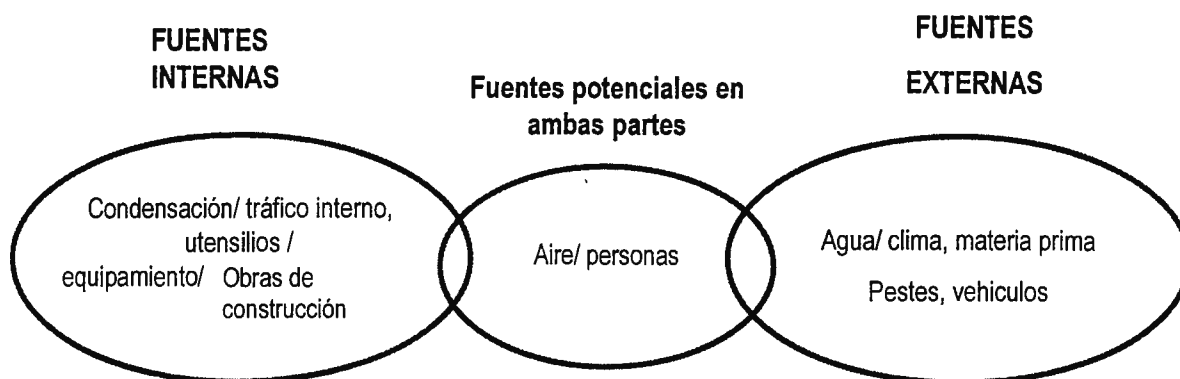 FUENTES
INTERNAS
Condensación/ tráfico interno,
utensilios /
equipamiento/ Obras de
construcción
Fuentes potenciales en
ambas partes
Aire/ personas
FUENTES
EXTERNAS
Agua/ clima, materia prima
Pestes, vehiculos